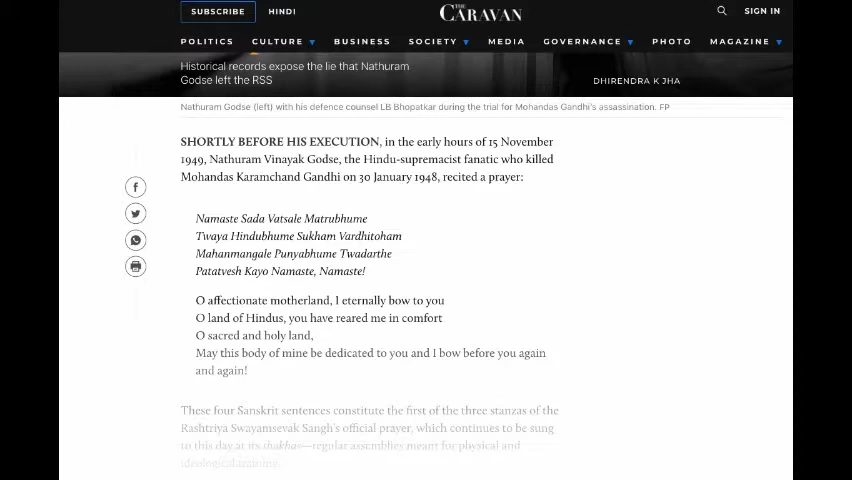 SUBSCRIBE HINDI THE CARAVAN SIGN IN
POLITICS CULTURE BUSINESS SOCIETY MEDIA GOVERNANCE PHOTO MAGAZINE
Historical records expose the lie that Nathuram
Godse left the RSS
DHIRENDRA K JHA
Nathuram Godse (left) with his defence counsel LB Bhopatkar during the trial for Mohandas Gandhi's assassination. FP
SHORTLY BEFORE HIS EXECUTION, in the early hours of 15 November
1949, Nathuram Vinayak Godse, the Hindu-supremacist fanatic who killed
Mohandas Karamchand Gandhi on 30 January 1948, recited a prayer:
Namaste Sada Vatsale Matrubhume
Twaya Hindubhume Sukham Vardhitoham
Mahanmangale Punyabhume Twadarthe
Patatvesh Kayo Namaste, Namaste!
O affectionate motherland, I eternally bow to you
O land of Hindus, you have reared me in comfort
O sacred and holy land,
May this body of mine be dedicated to you and I bow before you again
and again!
These four Sanskrit sentences constitute the first of the three stanzas of the
Rashtriya Swayamsevak Sangh's official prayer, which continues to be sung
to this day at its shakhas—regular assemblies meant for physical and
ideological training.